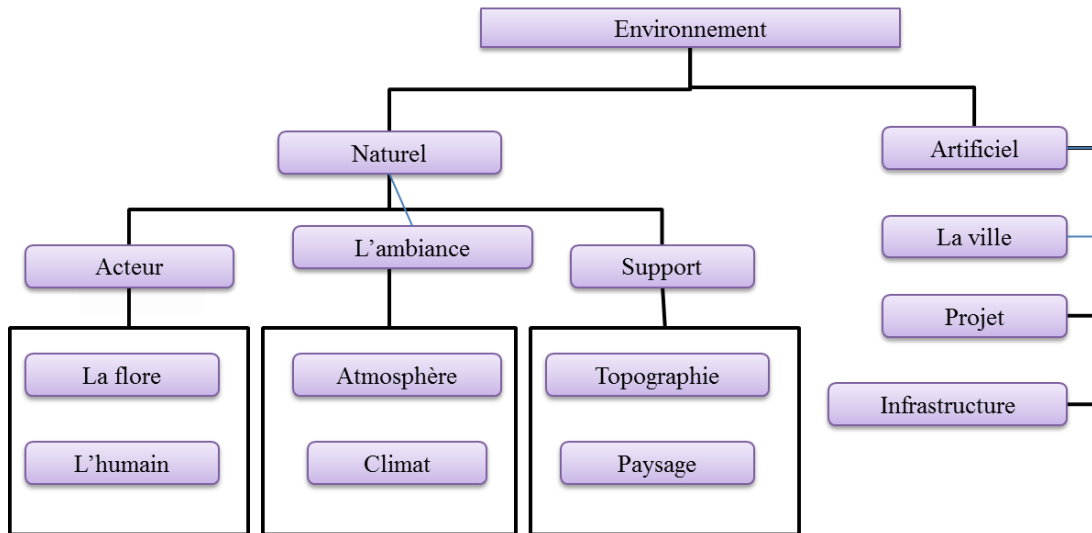 Environnement
Naturel
Artificiel
Acteur
L’ambiance
Support
La ville
Projet
Infrastructure
La flore
Atmosphère
Topographie
L’humain
Climat
Paysage